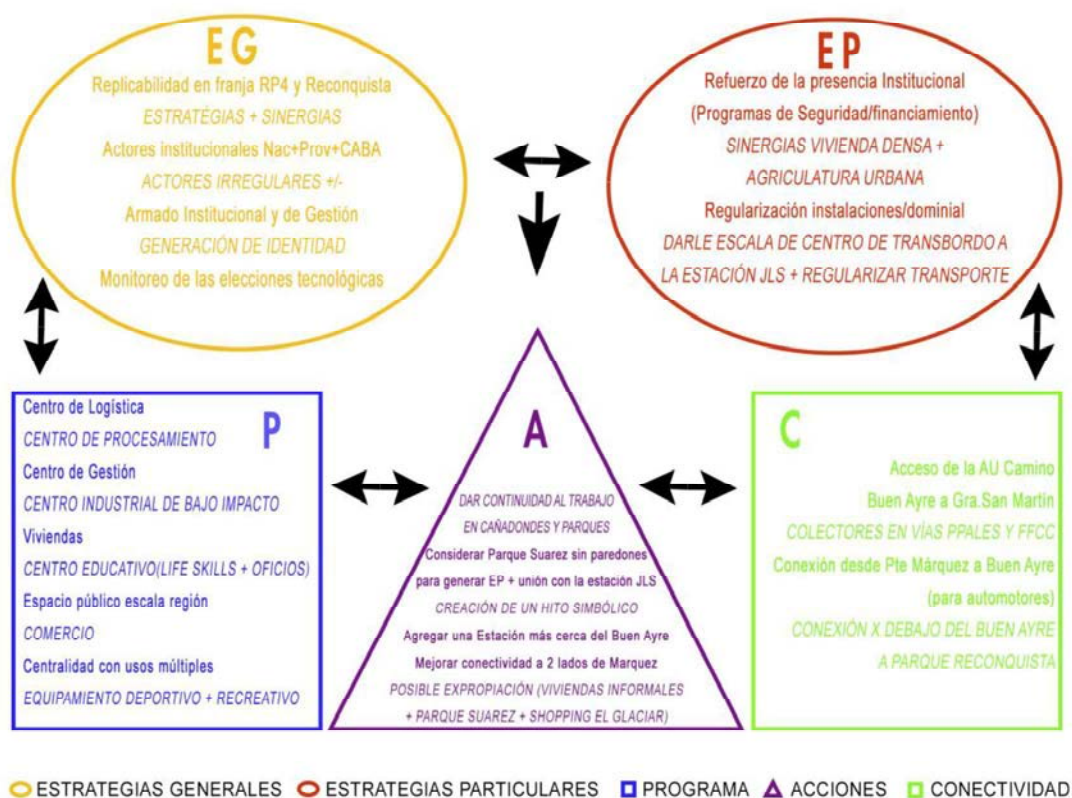 EG
Replicabilidad en franja RP4 y Reconquista
ESTRATÉGIAS + SINERGIAS
Actores institucionales Nac+Prov+CABA
ACTORES IRREGULARES +/-
Armado Institucional y de Gestión
GENERACIÓN DE IDENTIDAD
Monitoreo de las elecciones tecnológicas
EP
Refuerzo de la presencia Institucional
(Programas de Seguridad/financiamiento)
SINERGIAS VIVIENDA DENSA +
AGRICULATURA URBANA
Regularización instalaciones/dominial
DARLE ESCALA DE CENTRO DE TRANSBORDO A
LA ESTACIÓN JLS + REGULARIZAR TRANSPORTE
P
Centro de Logística
CENTRO DE PROCESAMIENTO
Centro de Gestión
CENTRO INDUSTRIAL DE BAJO IMPACTO
Viviendas
CENTRO EDUCATIVO(LIFE SKILLS + OFICIOS)
Espacio público escala región
COMERCIO
Centralidad con usos múltiples
EQUIPAMIENTO DEPORTIVO + RECREATIVO
A
DAR CONTINUIDAD AL TRABAJO
EN CAÑADONDES Y PARQUES
Considerar Parque Suarez sin paredones
para generar EP + unión con la estación JLS
CREACIÓN DE UN HITO SIMBÓLICO
Agregar una Estación más cerca del Buen Ayre
Mejorar conectividad a 2 lados de Marquez
POSIBLE EXPROPIACIÓN (VIVIENDAS INFORMALES
+ PARQUE SUAREZ + SHOPPING EL GLACIAR)
C
Acceso de la AU Camino
Buen Ayre a Gra.San Martín
COLECTORES EN VÍAS PPALES Y FFCC
Conexión desde Pte Márquez a Buen Ayre
(para automotores)
CONEXIÓN X DEBAJO DEL BUEN AYRE
A PARQUE RECONQUISTA
ESTRATEGIAS GENERALES
ESTRATEGIAS PARTICULARES
PROGRAMA
ACCIONES
CONECTIVIDAD